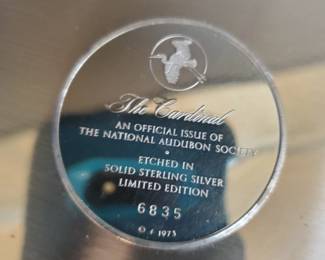 The Cardinal
AN OFFICIAL ISSUE OF
THE NATIONAL AUDUBON SOCIETY
ETCHED IN
SOLID STERLING SILVER
LIMITED EDITION
6835
© 1973